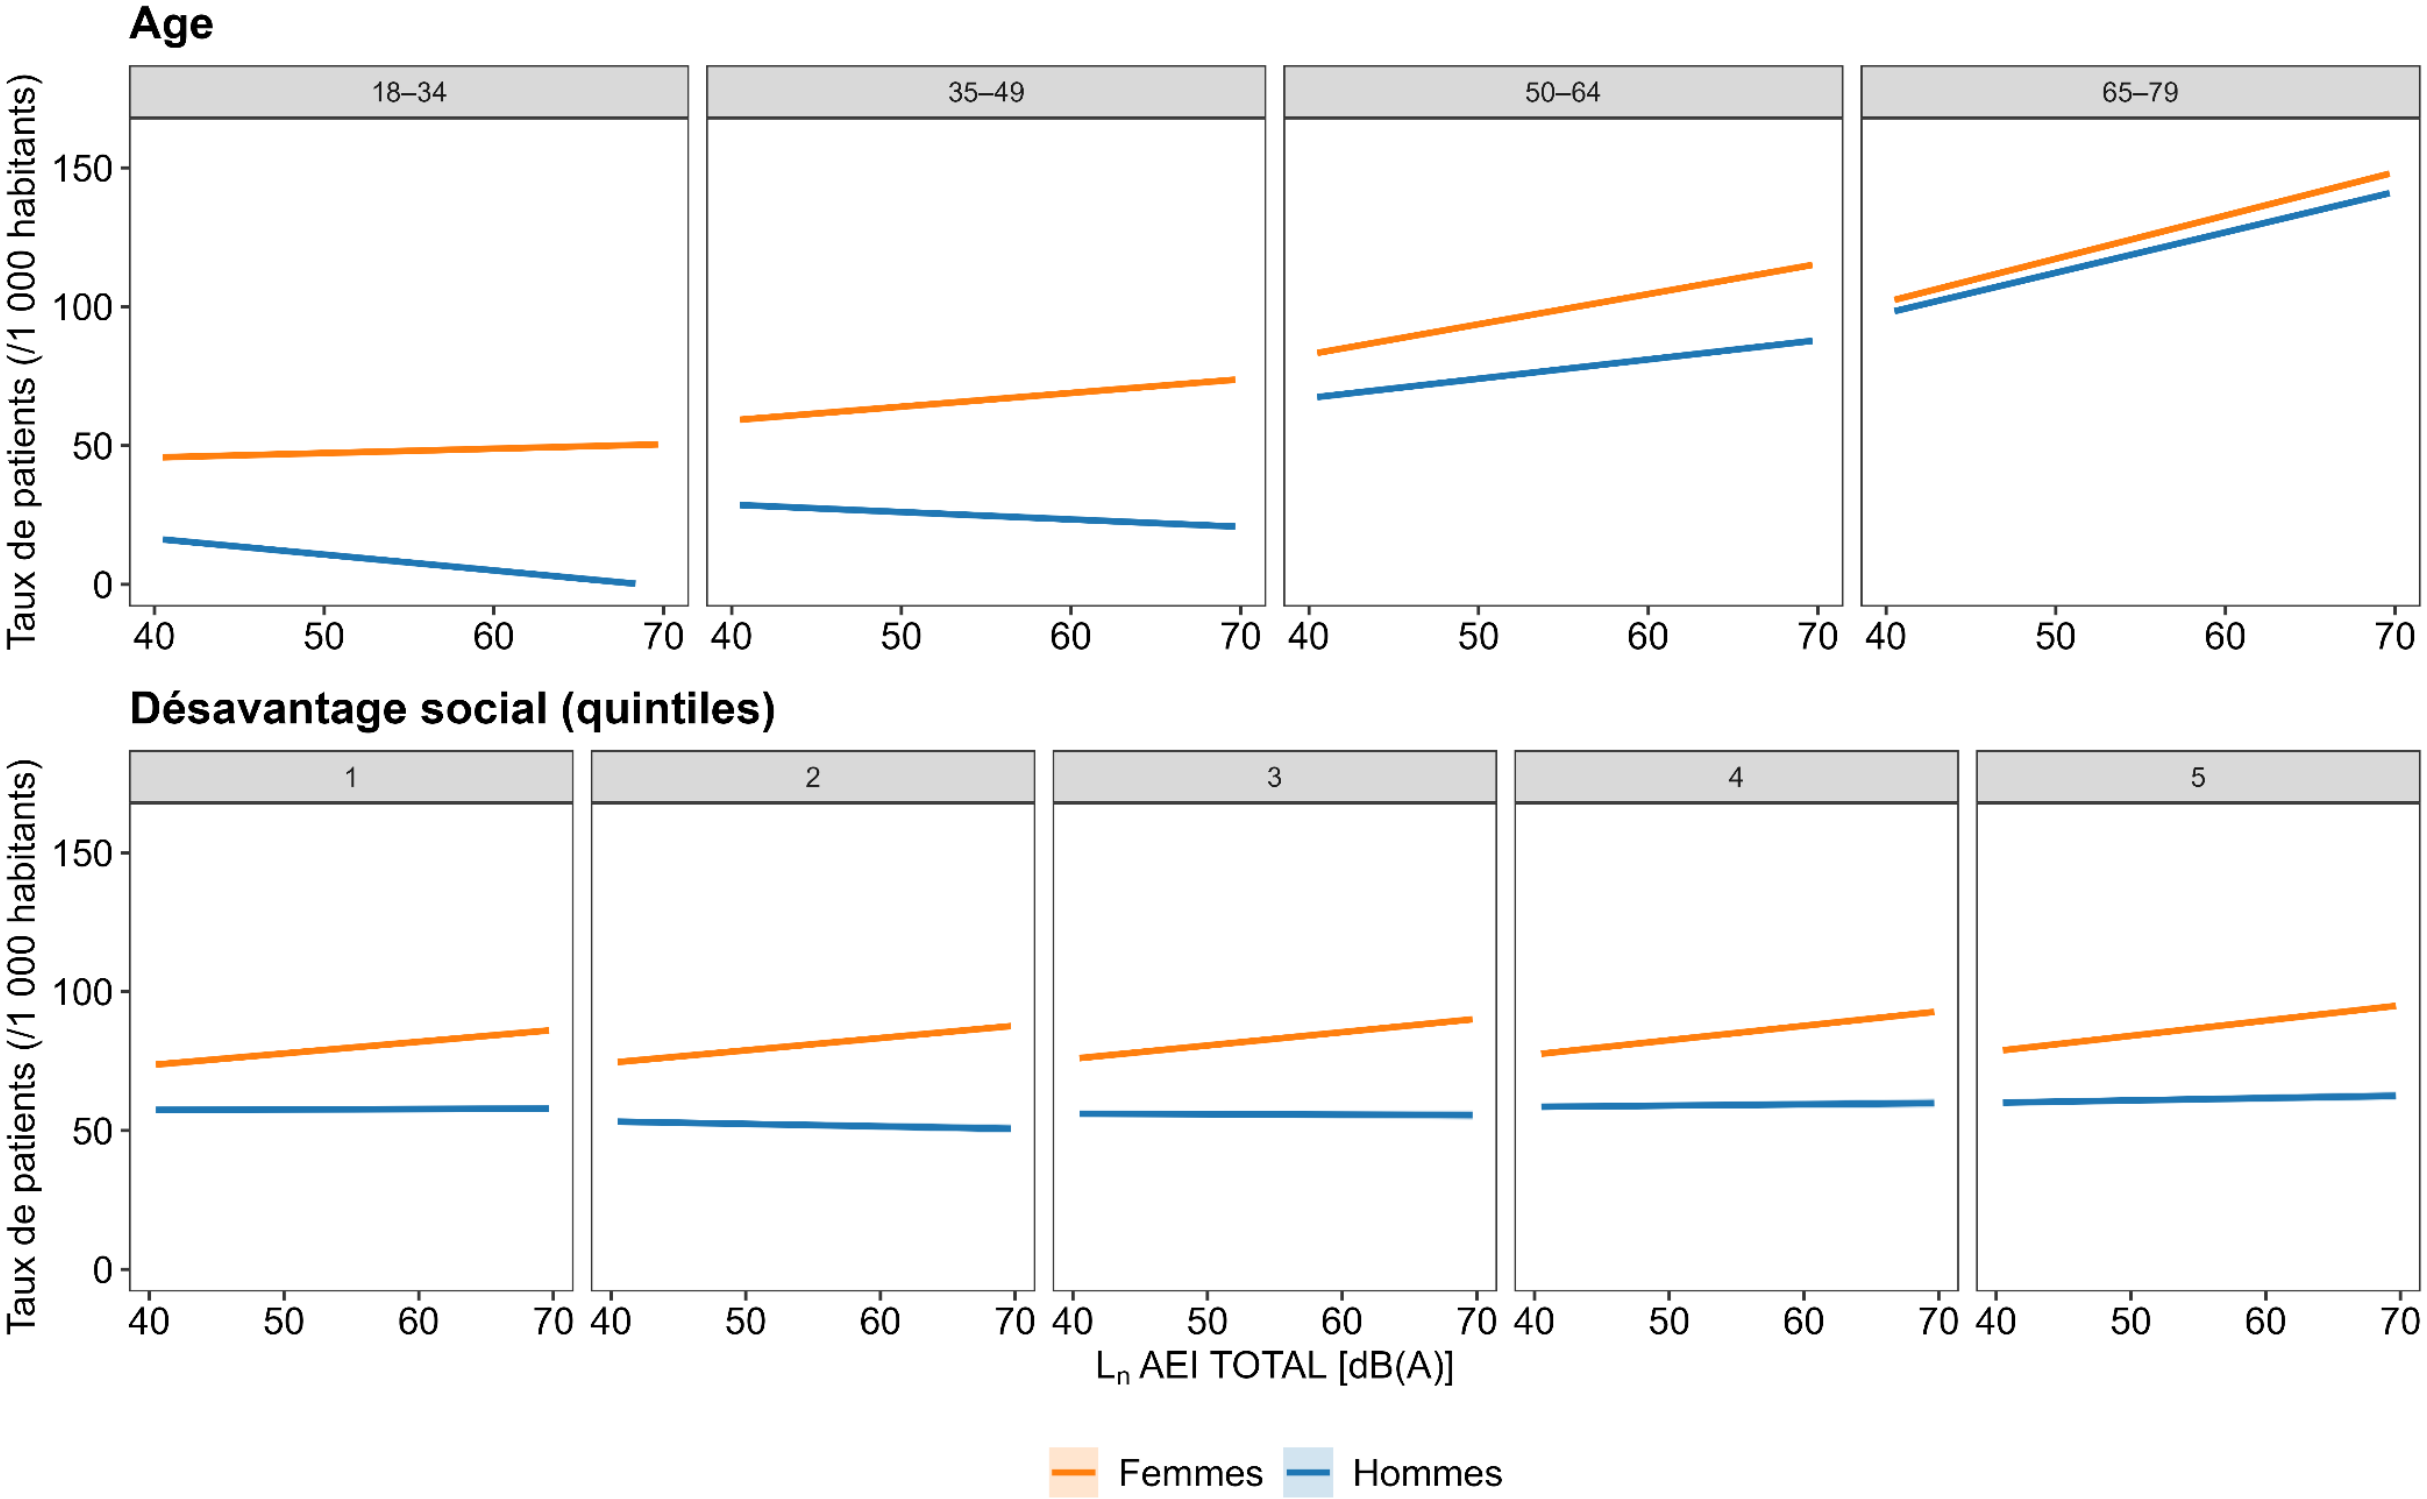 Age
18–34 35–49 50–64 65–79
Taux de patients (/1 000 habitants)
150
100
50
0
40 50 60 70 40 50 60 70 40 50 60 70 40 50 60 70
Désavantage social (quintiles)
1 2 3 4 5
Taux de patients (/1 000 habitants)
150
100
50
0
40 50 60 70 40 50 60 70 40 50 60 70 40 50 60 70 40 50 60 70
Ln AEI TOTAL [dB(A)]
Femmes Hommes